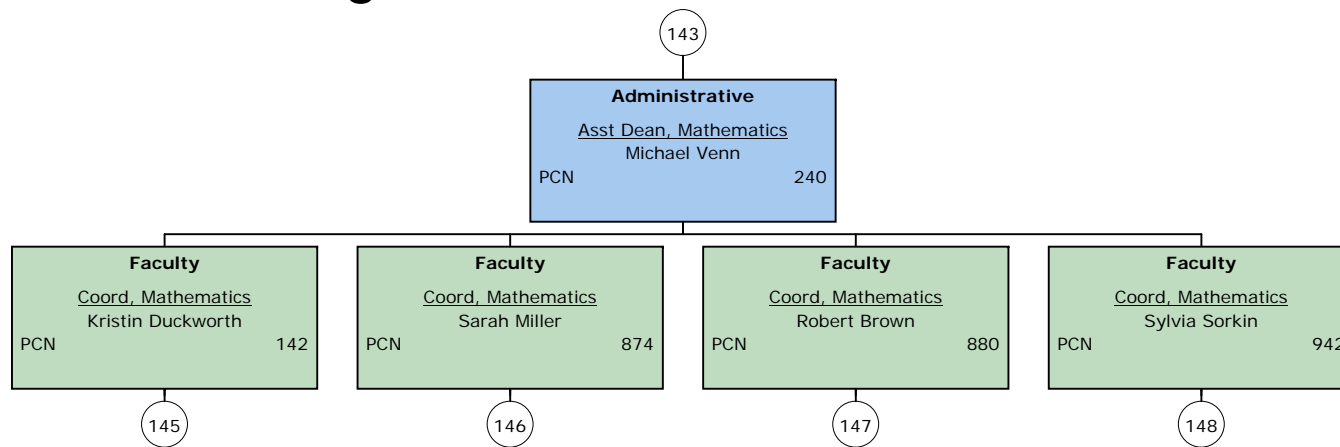 143
Administrative
Asst Dean, Mathematics
Michael Venn
PCN 240
Faculty
Coord, Mathematics
Kristin Duckworth
PCN 142
145
Faculty
Coord, Mathematics
Sarah Miller
PCN 874
146
Faculty
Coord, Mathematics
Robert Brown
PCN 880
147
Faculty
Coord, Mathematics
Sylvia Sorkin
PCN 942
148